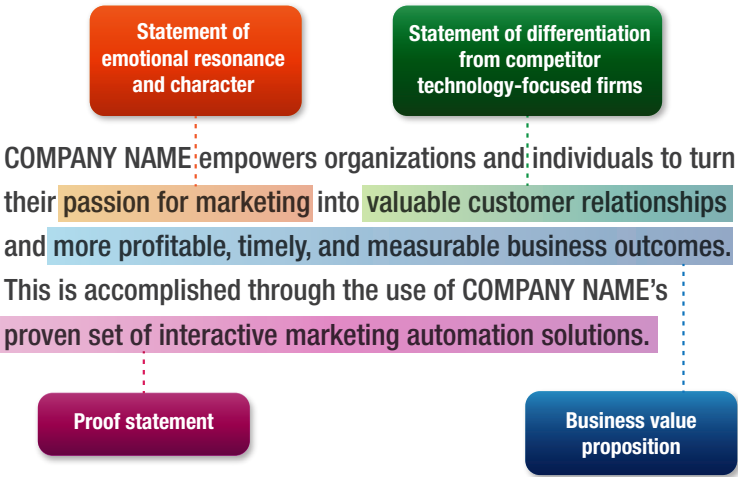 Statement of
emotional resonance
and character
Statement of differentiation
from competitor
technology-focused firms
COMPANY NAME empowers organizations and individuals to turn
their passion for marketing into valuable customer relationships
and more profitable, timely, and measurable business outcomes.
This is accomplished through the use of COMPANY NAME’s
proven set of interactive marketing automation solutions.
Proof statement
Business value
proposition